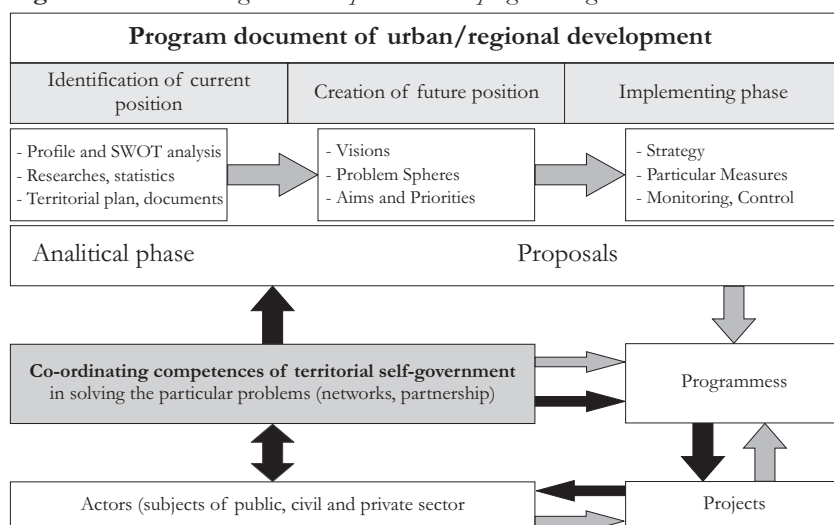 Program document of urban/regional development
Identification of current
position
Creation of future position
Implementing phase
- Profile and SWOT analysis
- Researches, statistics
- Territorial plan, documents
- Visions
- Problem Spheres
- Aims and Priorities
- Strategy
- Particular Measures
- Monitoring, Control
Analitical phase
Proposals
Co-ordinating competences of territorial self-government
in solving the particular problems (networks, partnership)
Programmess
Actors (subjects of public, civil and private sector
Projects